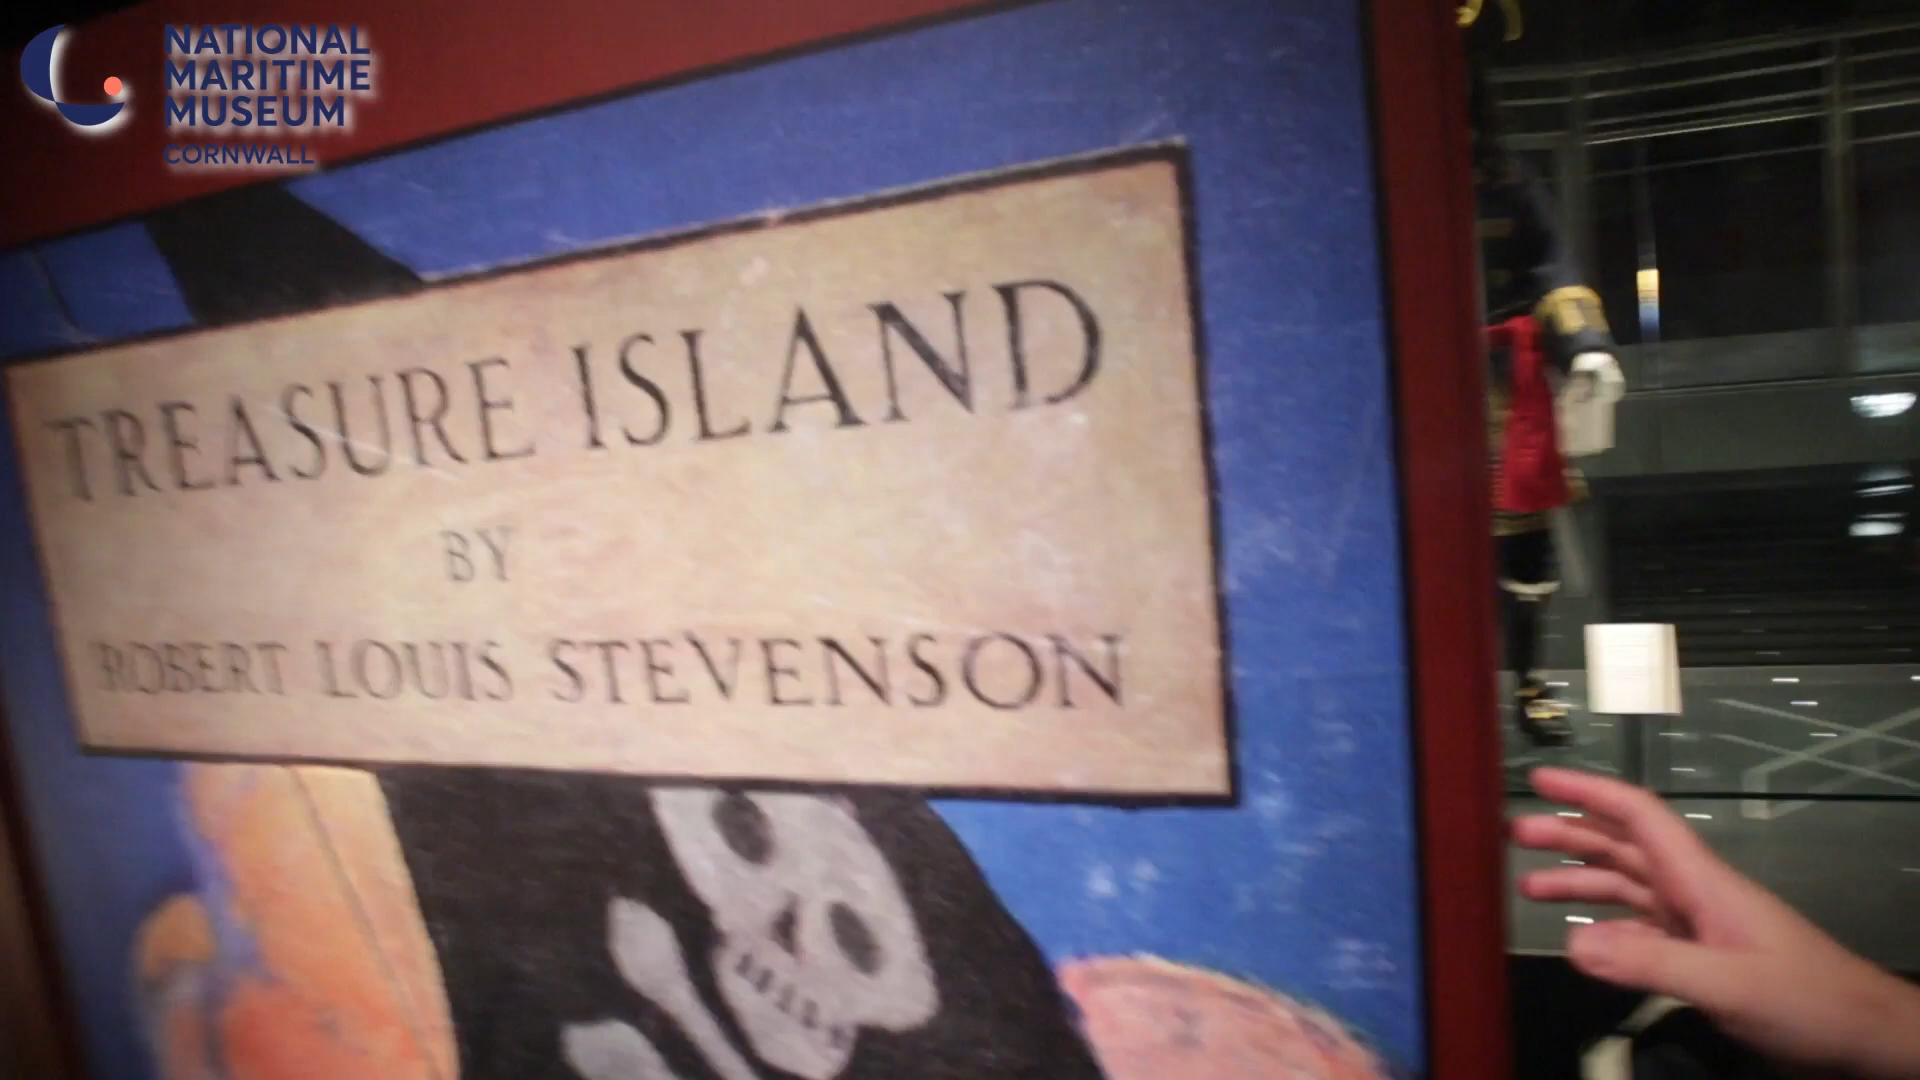 NATIONAL
MARITIME
MUSEUM
CORNWALL
TREASURE ISLAND
BY
ROBERT LOUIS STEVENSON